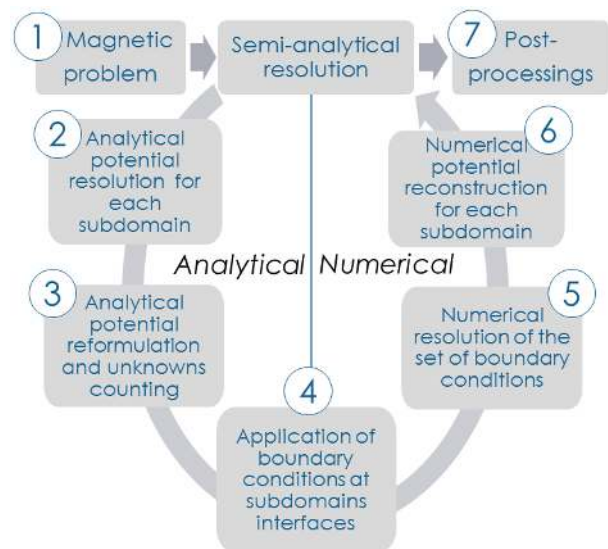 1
Magnetic
problem
Semi-analytical
resolution
7
Post-
processings
2
Analytical
potential
resolution for
each
subdomain
6
Numerical
potential
reconstruction
for each
subdomain
Analytical Numerical
3
Analytical
potential
reformulation
and unknowns
counting
5
Numerical
resolution of the
set of boundary
conditions
4
Application of
boundary
conditions at
subdomains
interfaces